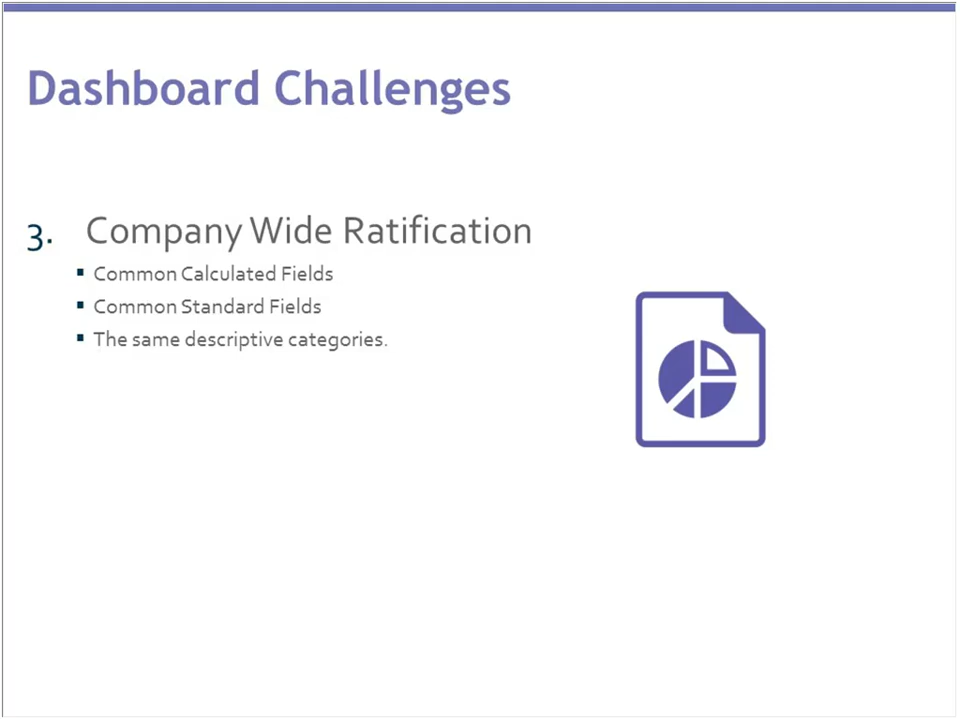 Dashboard Challenges
3. Company Wide Ratification
▪ Common Calculated Fields
▪ Common Standard Fields
▪ The same descriptive categories.